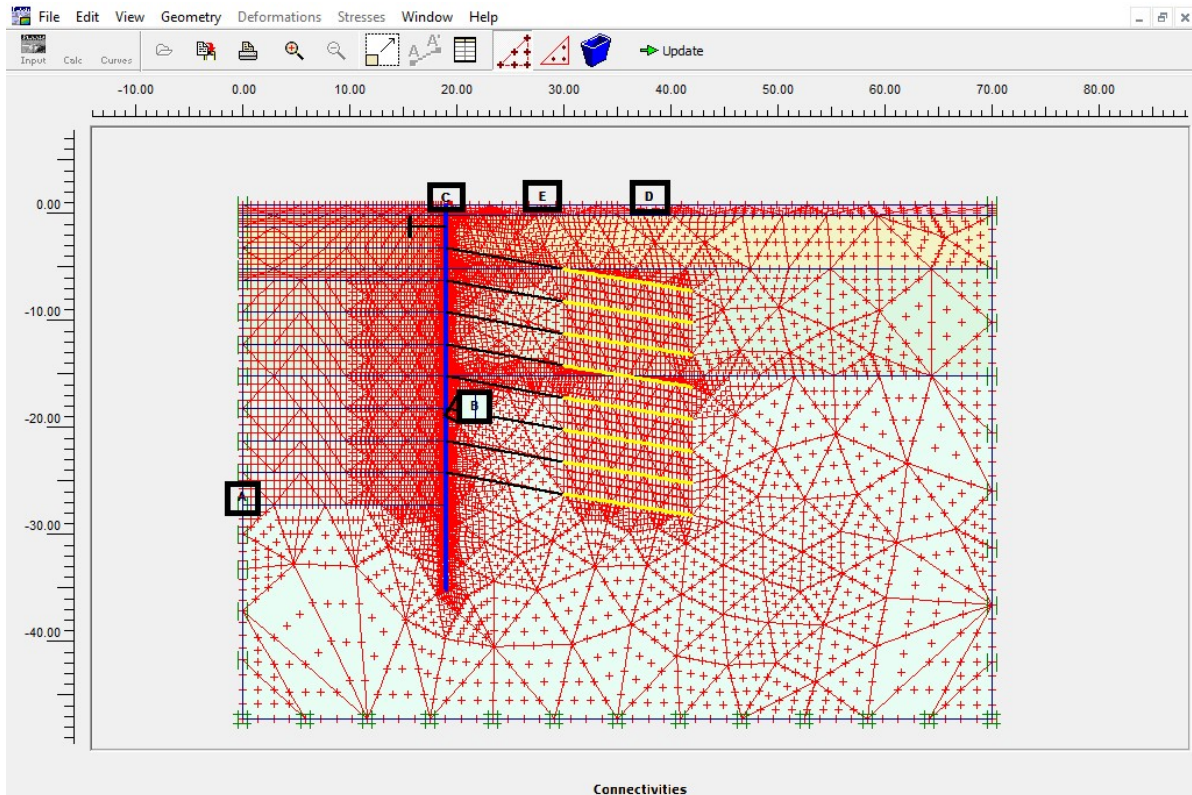 File Edit View Geometry Deformations Stresses Window Help
Input Calc Curves A A' Update
-10.00 0.00 10.00 20.00 30.00 40.00 50.00 60.00 70.00 80.00
0.00
-10.00
-20.00
-30.00
-40.00
C E D
B
A
Connectivities